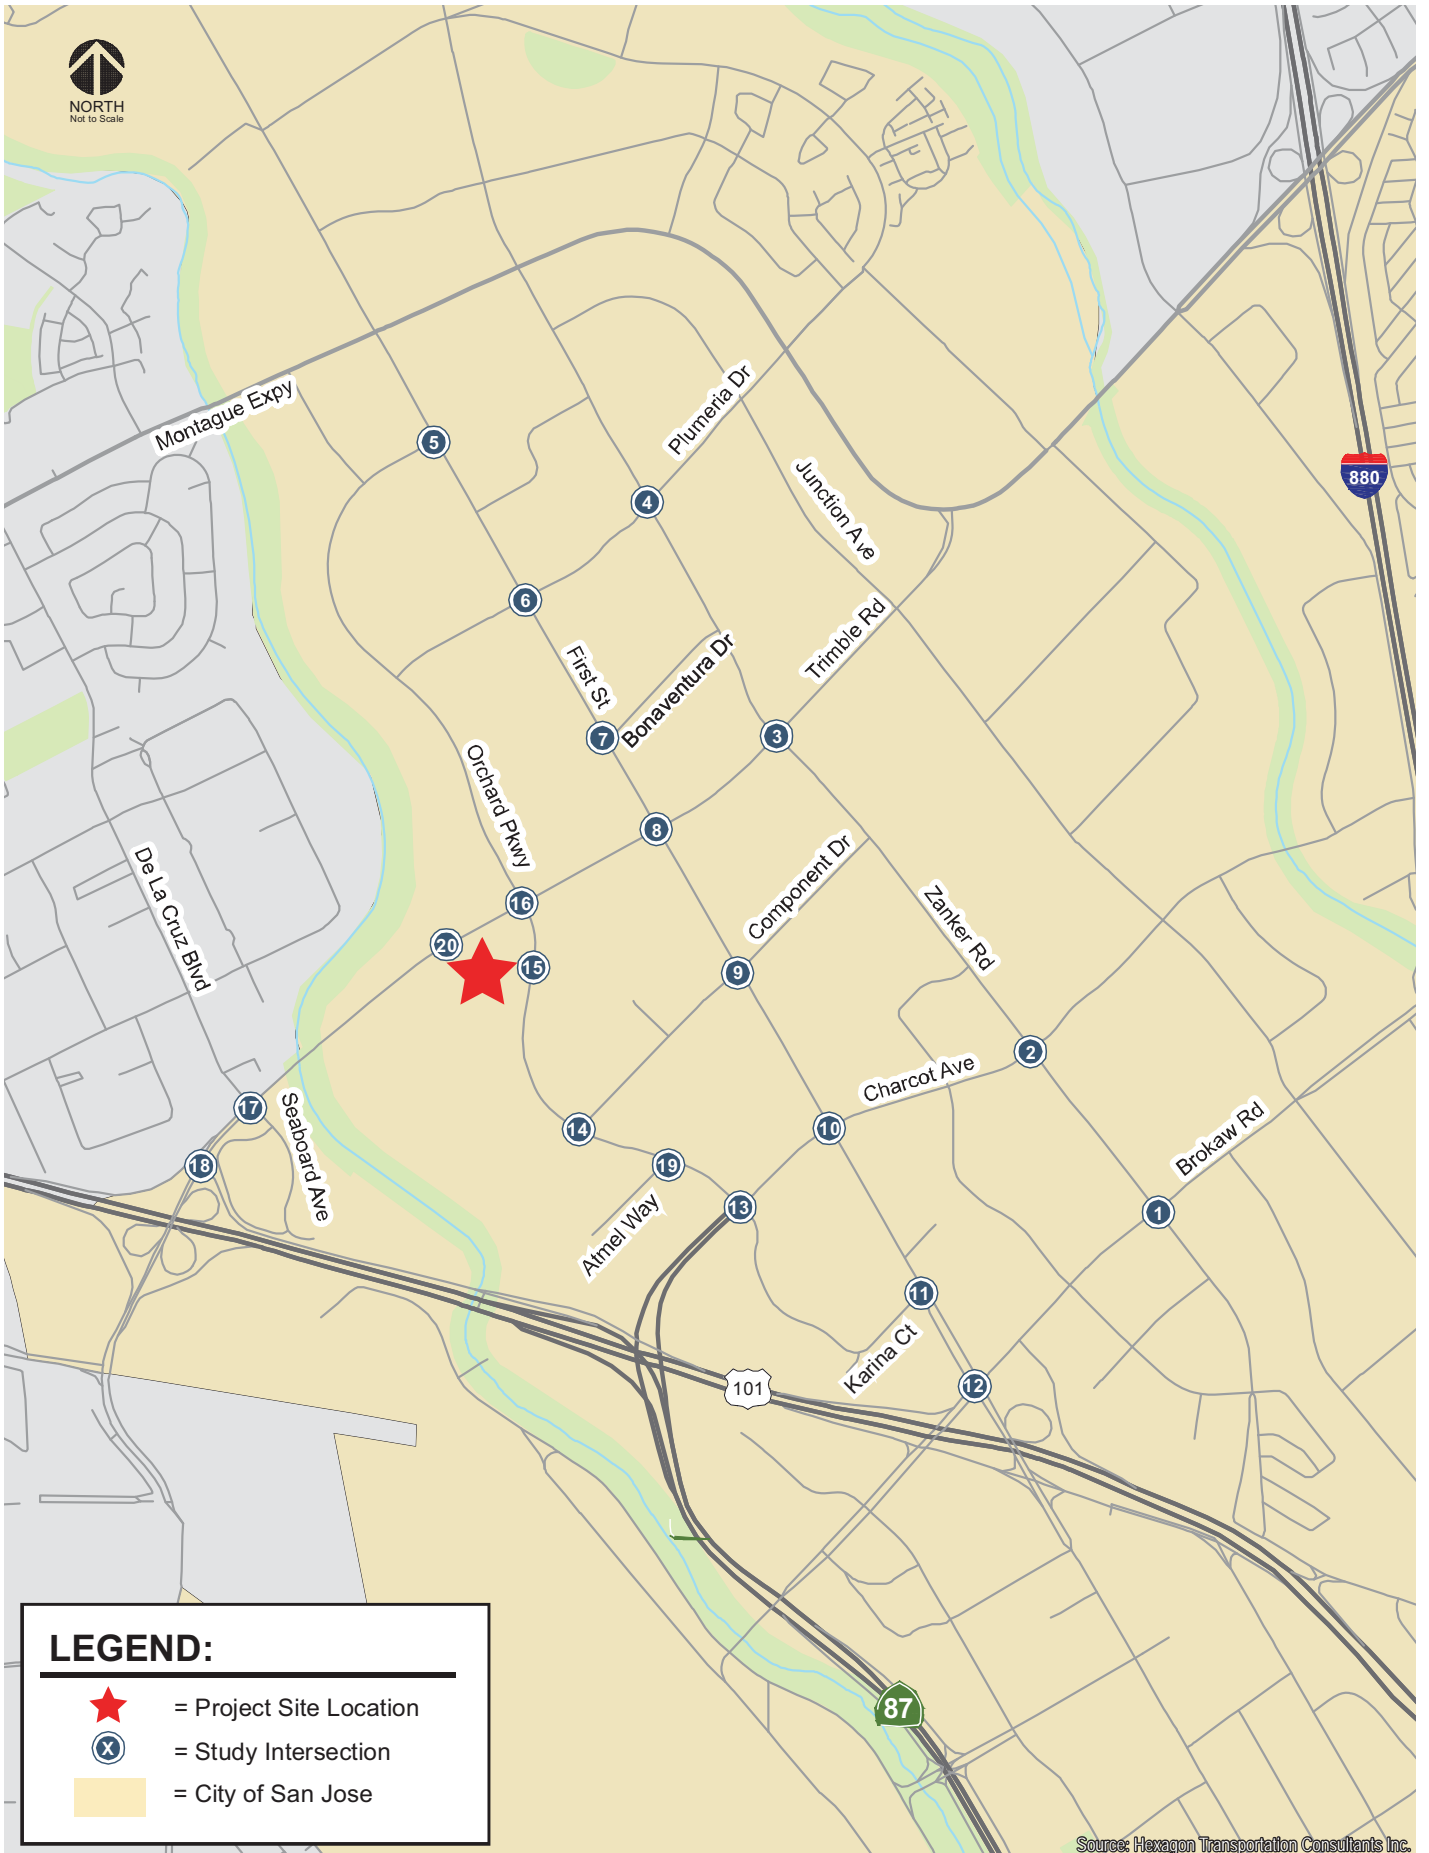 NORTH
Not to Scale
Montague Expy
5
4
Plumeria Dr
Junction Ave
880
6
First St
Bonaventura Dr
Trimble Rd
7
3
Orchard Pkwy
8
Component Dr
De La Cruz Blvd
16
Zanker Rd
20
15
9
2
Charcot Ave
17
Seaboard Ave
14
10
Brokaw Rd
18
19
13
Atmel Way
1
11
Karina Ct
101
12
87
LEGEND:
= Project Site Location
X
= Study Intersection
= City of San Jose
Source: Hexagon Transportation Consultants Inc.